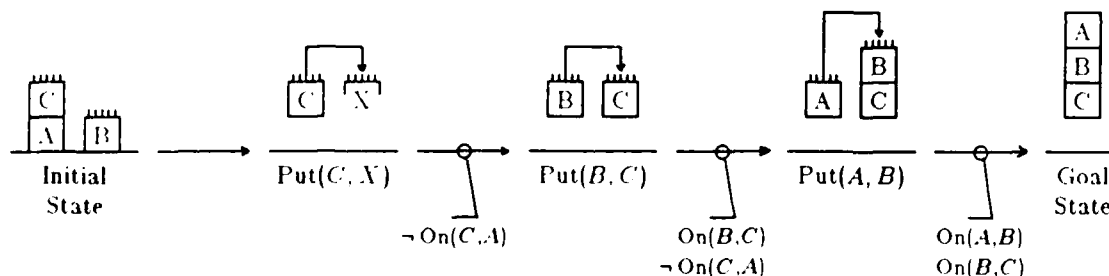 A
B
B
C
X
B
C
A
C
B
C
A
B
C
Initial
State
Put(C, X)
¬ On(C,A)
Put(B, C)
On(B,C)
¬ On(C,A)
Put(A, B)
On(A,B)
On(B,C)
Goal
State